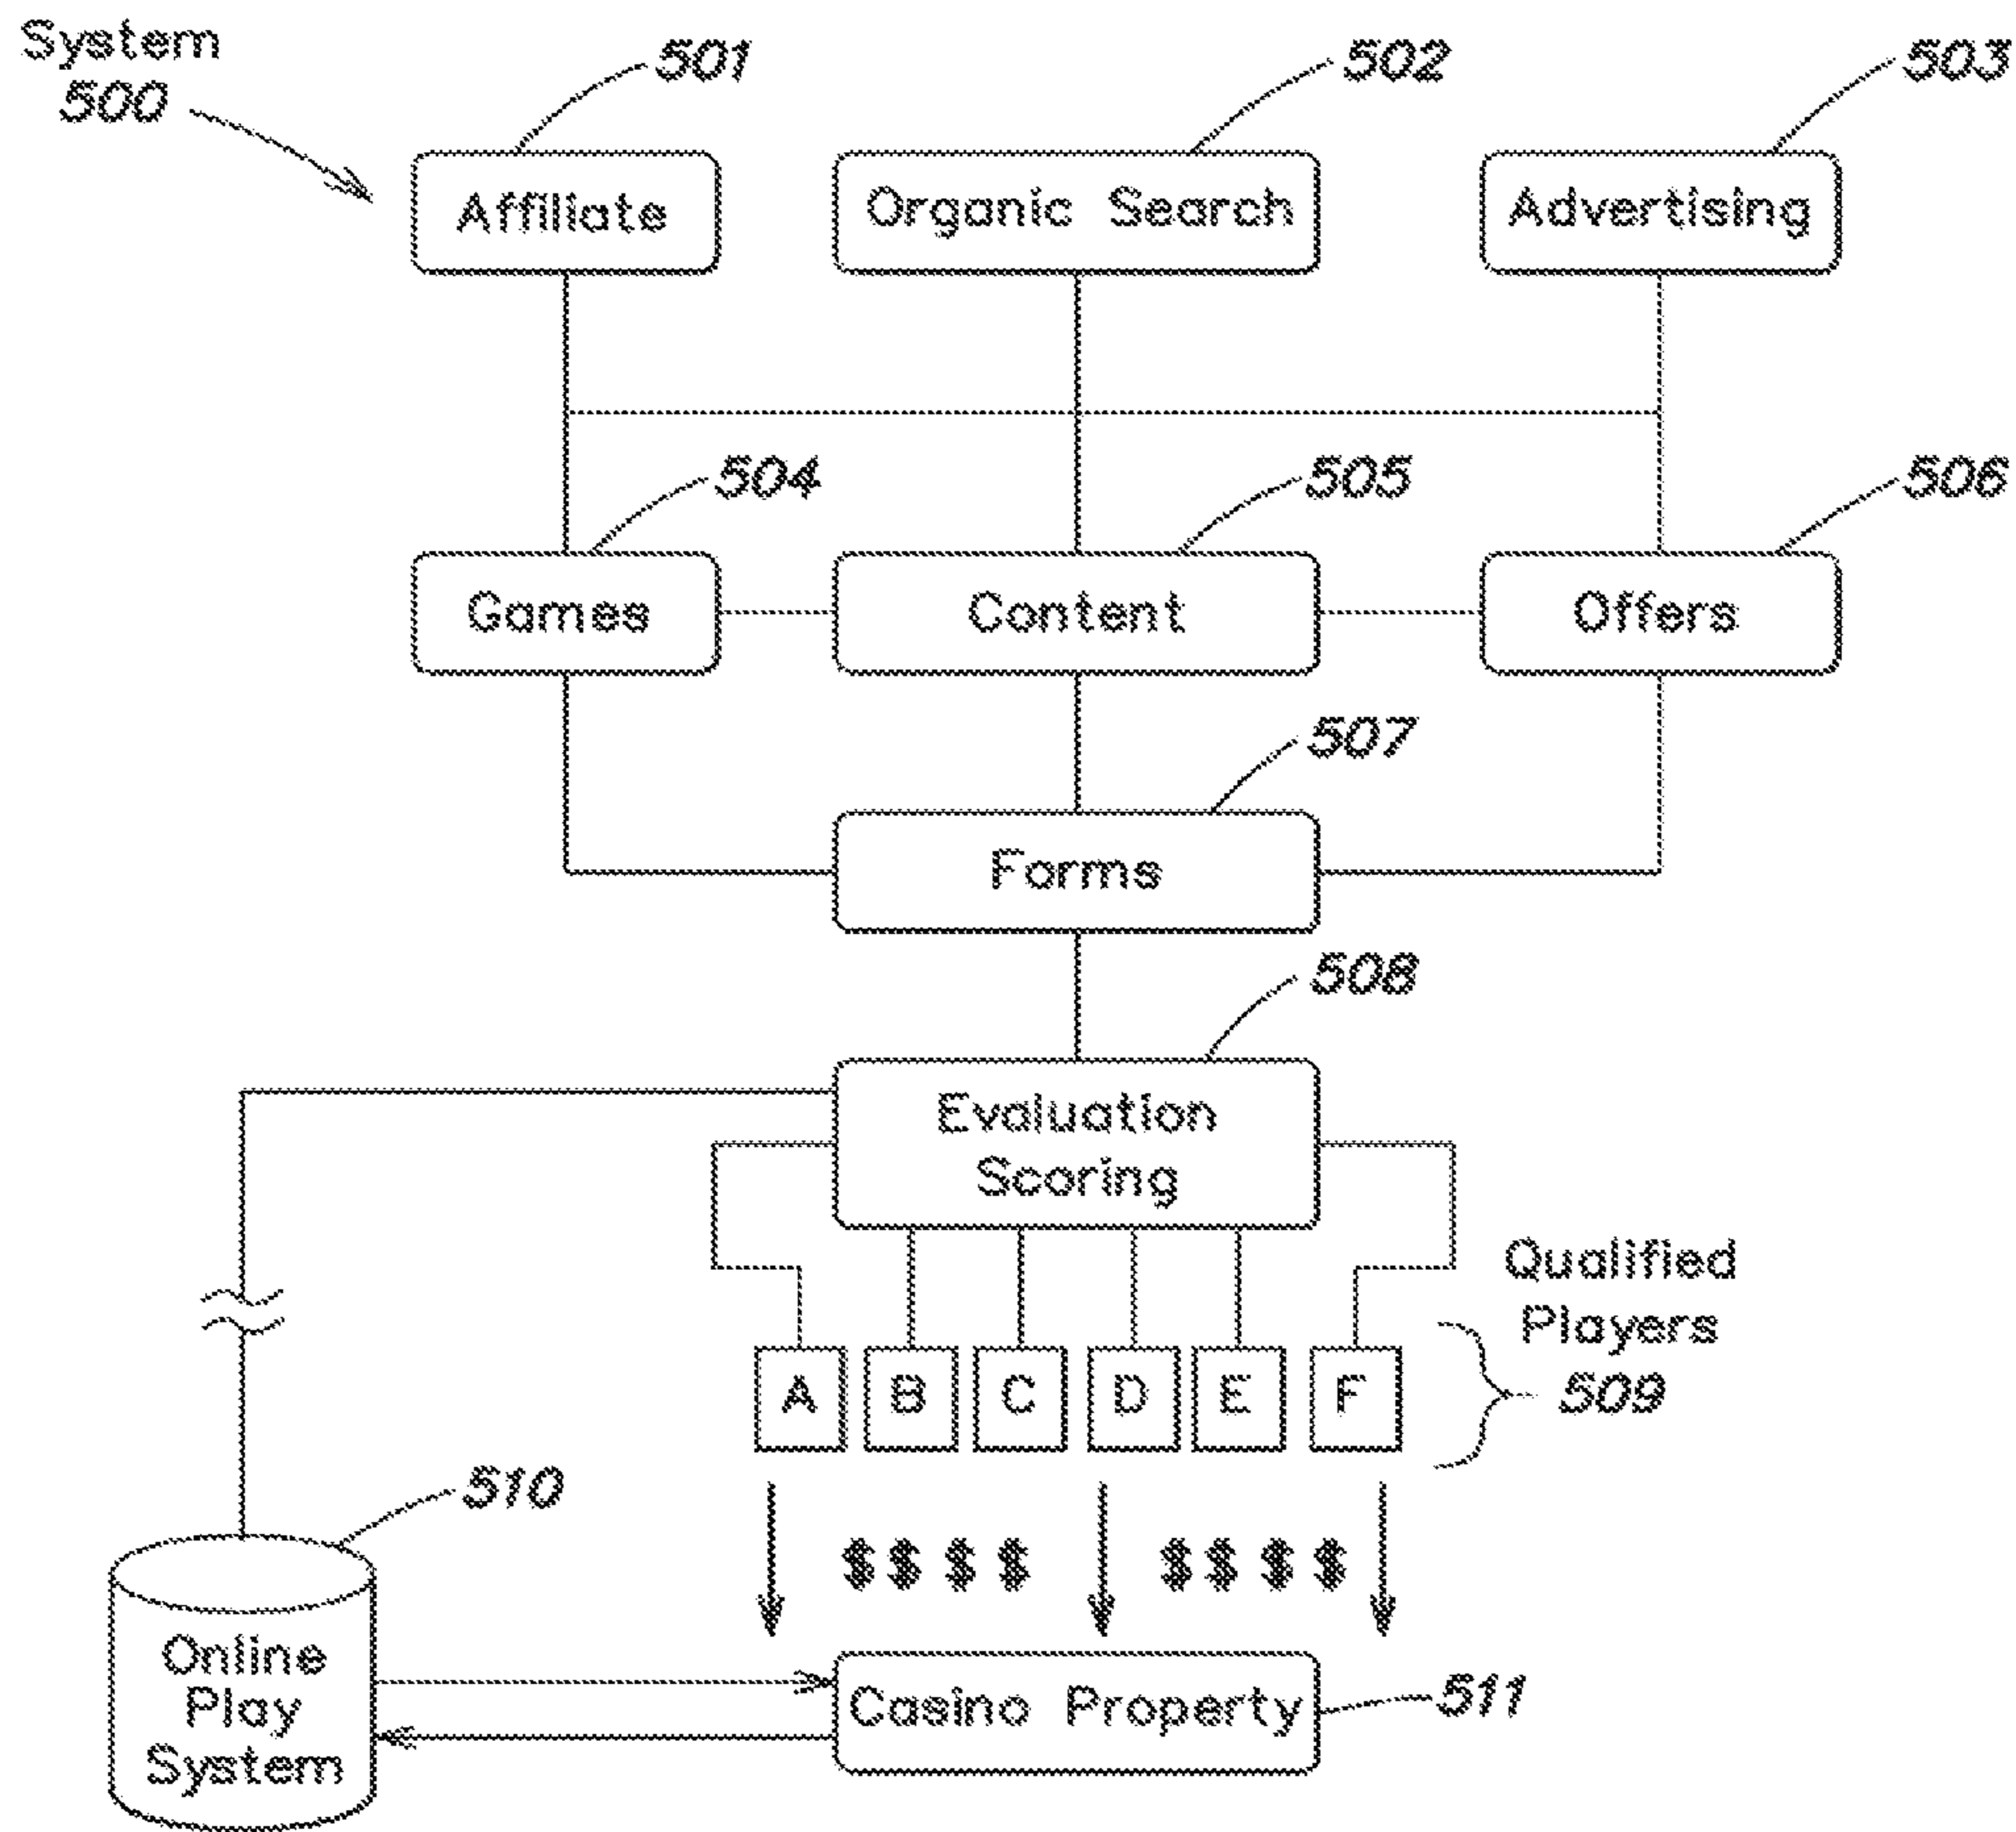 System
500
501
502
503
Affiliate
Organic Search
Advertising
504
505
506
Games
Content
Offers
507
Forms
508
Evaluation
Scoring
Qualified
Players
509
A B C D E F
510
$$$$ $$$$
Online
Play
System
Casino Property
511